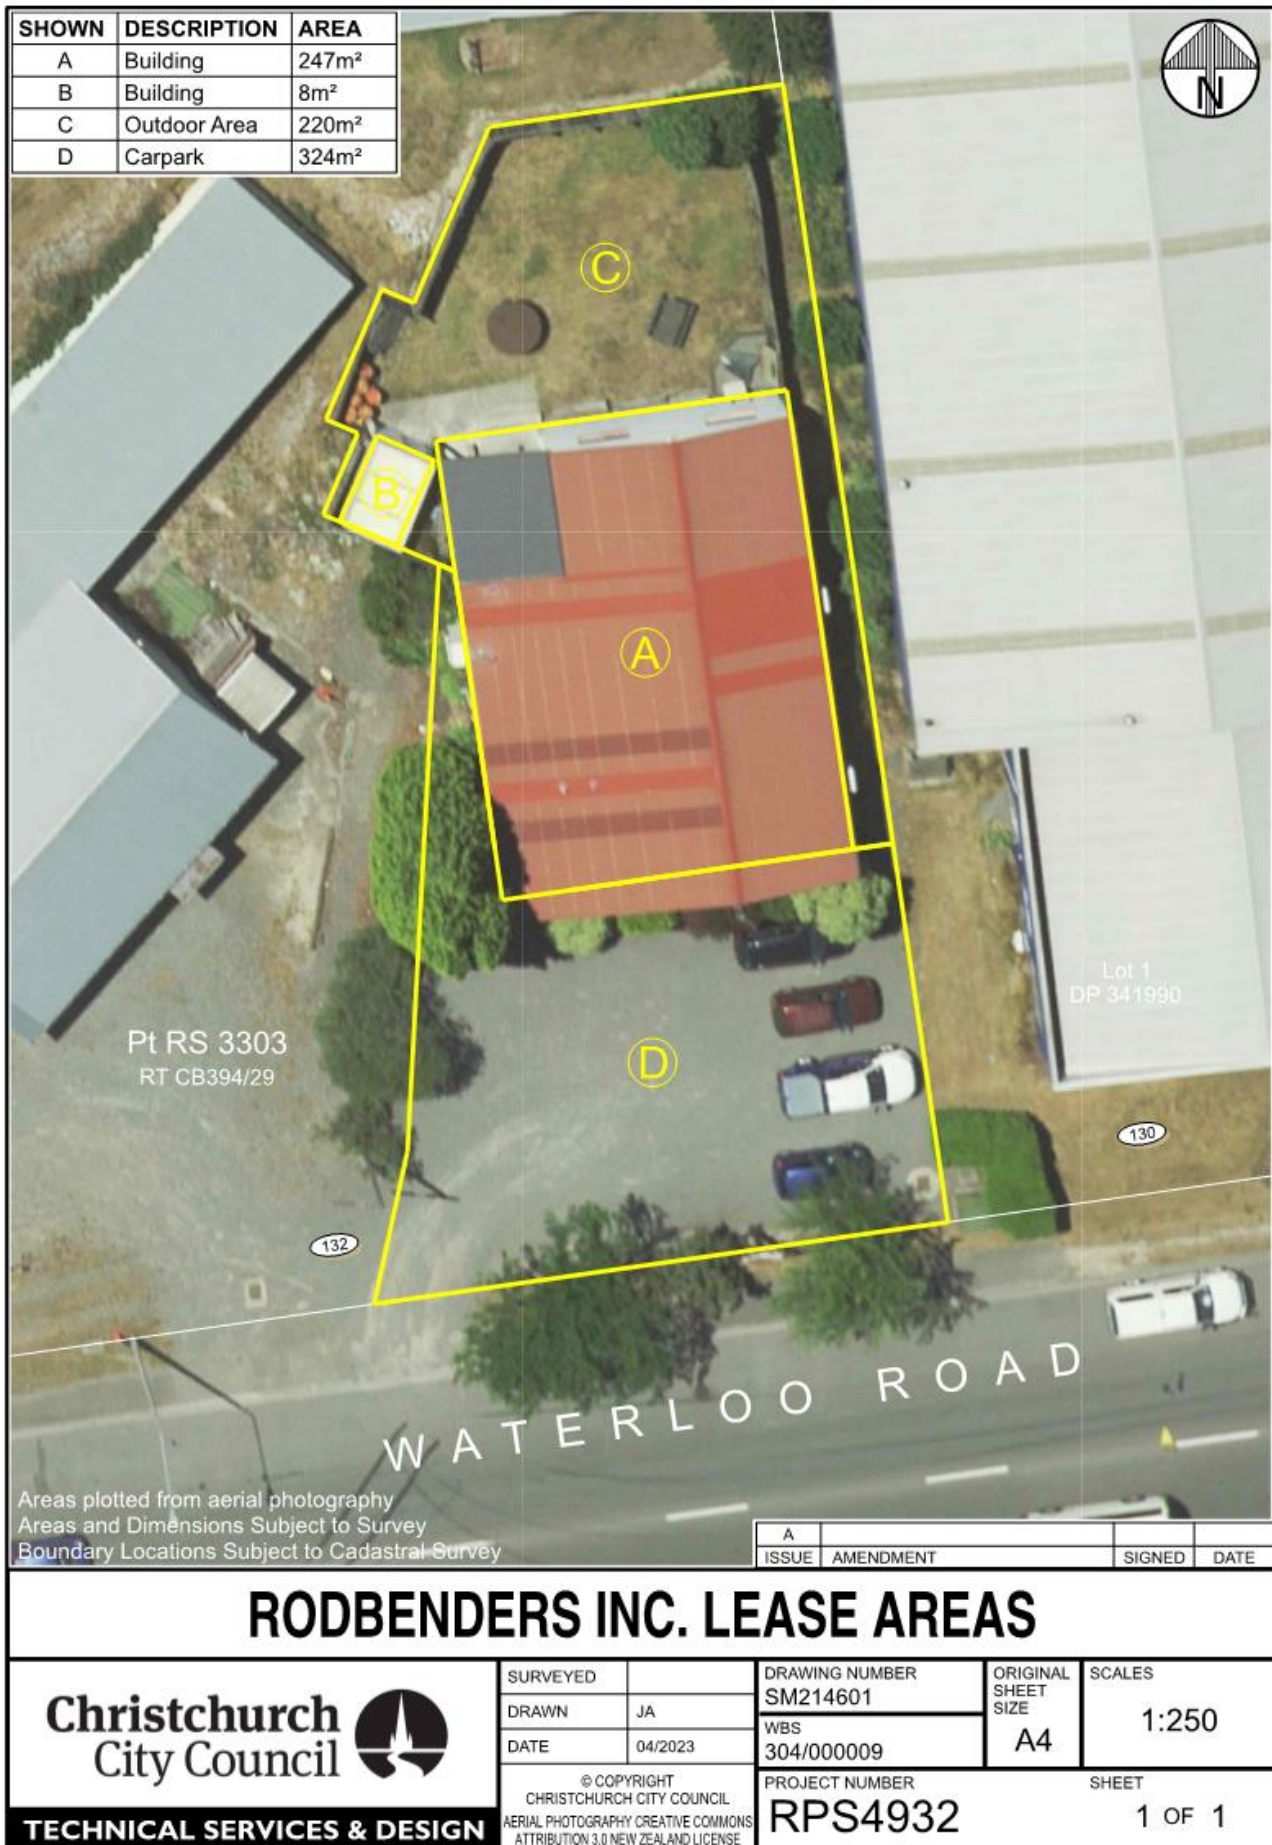 SHOWN DESCRIPTION AREA
A Building 247m²
B Building 8m²
C Outdoor Area 220m²
D Carpark 324m²
N
C
B
A
D
Lot 1
DP 341990
Pt RS 3303
RT CB394/29
130
132
WATERLOO ROAD
Areas plotted from aerial photography
Areas and Dimensions Subject to Survey
Boundary Locations Subject to Cadastral Survey
A
ISSUE AMENDMENT SIGNED DATE
RODBENDERS INC. LEASE AREAS
Christchurch
City Council
TECHNICAL SERVICES & DESIGN
SURVEYED
DRAWN JA
DATE 04/2023
© COPYRIGHT
CHRISTCHURCH CITY COUNCIL
AERIAL PHOTOGRAPHY CREATIVE COMMONS
ATTRIBUTION 3.0 NEW ZEALAND LICENSE
DRAWING NUMBER
SM214601
WBS
304/000009
ORIGINAL
SHEET
SIZE
A4
SCALES
1:250
PROJECT NUMBER
RPS4932
SHEET
1 OF 1